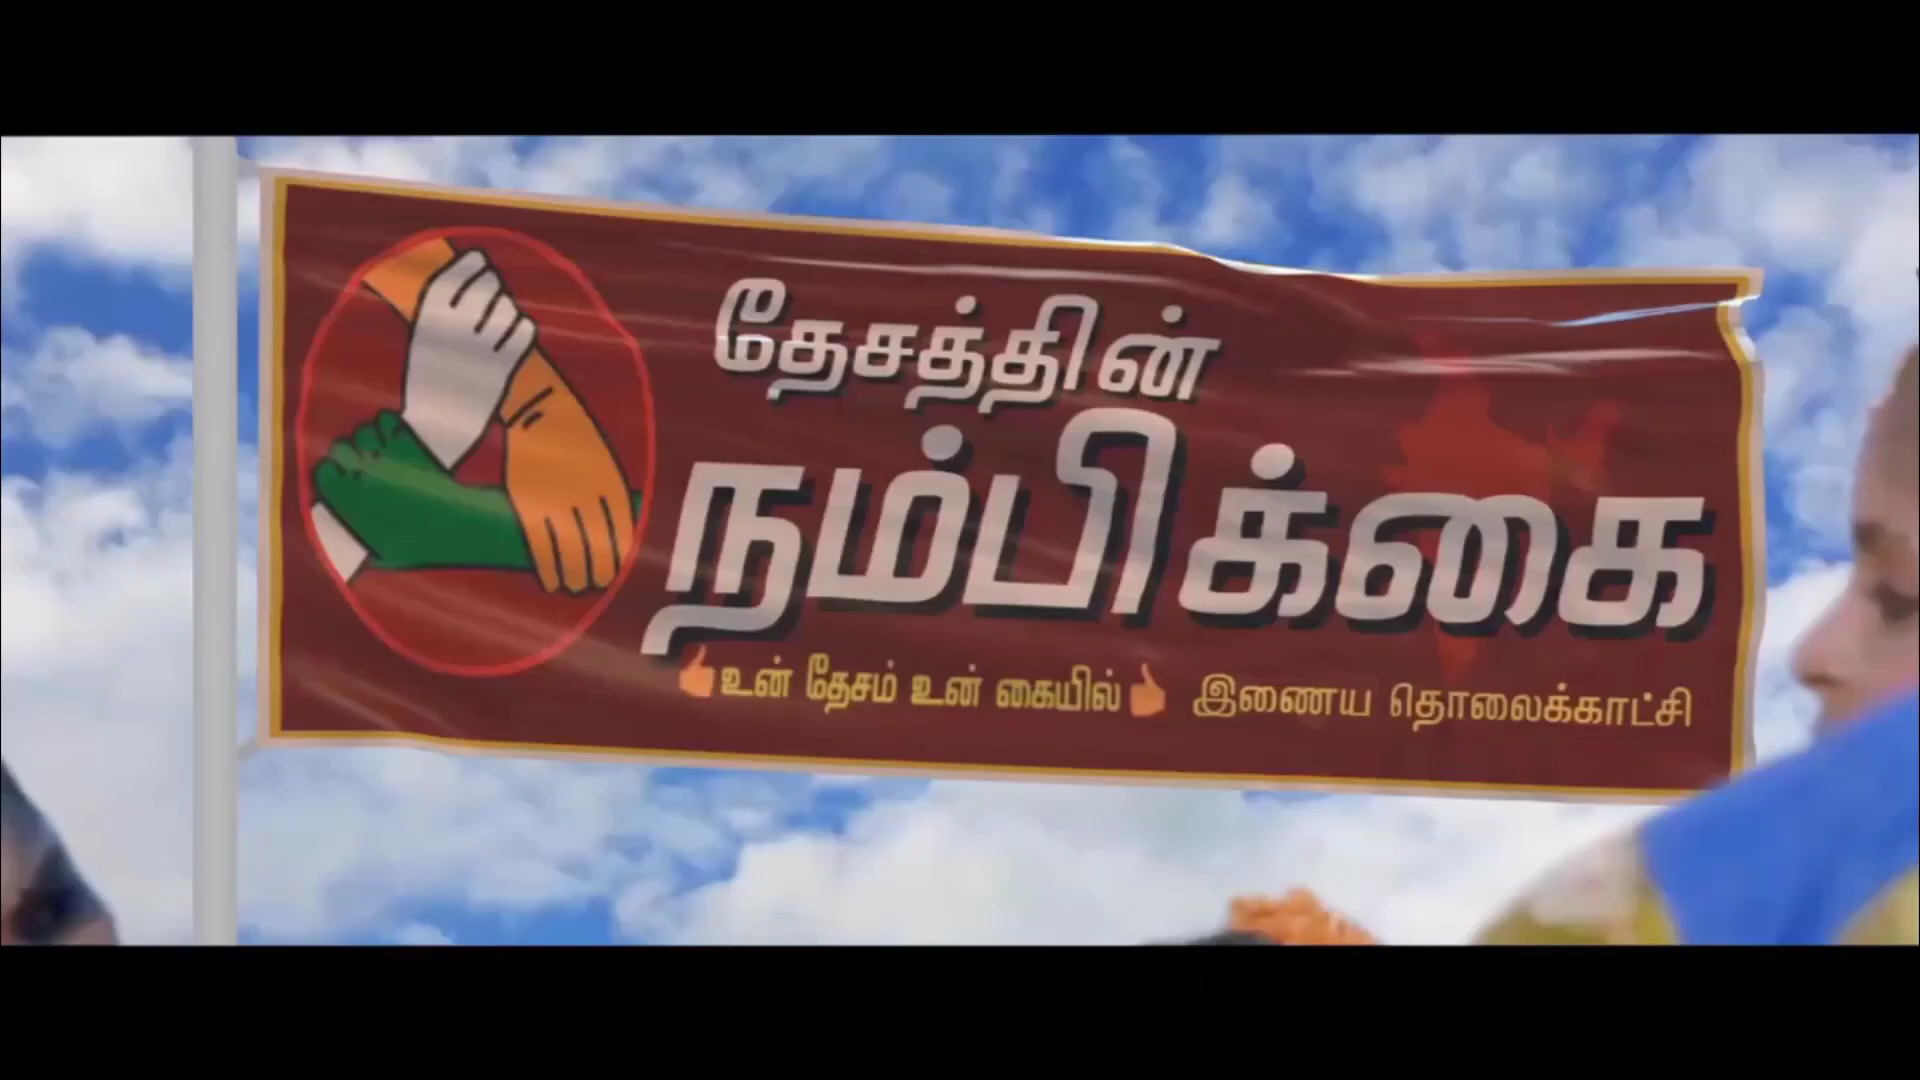 தேசத்தின்
நம்பிக்கை
உன் தேசம் உன் கையில் இணைய தொலைக்காட்சி